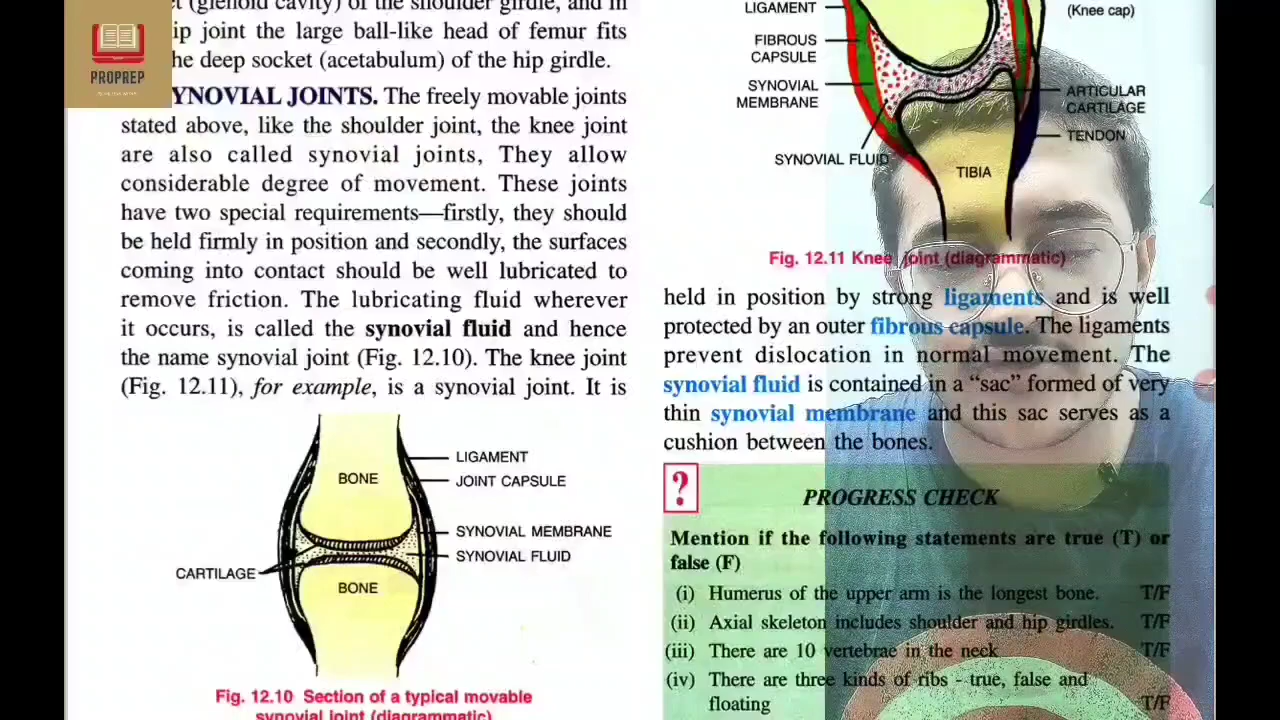 PROPREP
t (glenoid cavity) of the shoulder girdle, and in
ip joint the large ball-like head of femur fits
he deep socket (acetabulum) of the hip girdle.
YNOVIAL JOINTS. The freely movable joints
stated above, like the shoulder joint, the knee joint
are also called synovial joints, They allow
considerable degree of movement. These joints
have two special requirements—firstly, they should
be held firmly in position and secondly, the surfaces
coming into contact should be well lubricated to
remove friction. The lubricating fluid wherever
it occurs, is called the synovial fluid and hence
the name synovial joint (Fig. 12.10). The knee joint
(Fig. 12.11), for example, is a synovial joint. It is
BONE
LIGAMENT
JOINT CAPSULE
SYNOVIAL MEMBRANE
SYNOVIAL FLUID
CARTILAGE
BONE
Fig. 12.10 Section of a typical movable
synovial joint (diagrammatic)
LIGAMENT
(Knee cap)
FIBROUS
CAPSULE
SYNOVIAL
MEMBRANE
ARTICULAR
CARTILAGE
TENDON
SYNOVIAL FLUID
TIBIA
Fig. 12.11 Knee joint (diagrammatic)
held in position by strong ligaments and is well
protected by an outer fibrous capsule. The ligaments
prevent dislocation in normal movement. The
synovial fluid is contained in a “sac” formed of very
thin synovial membrane and this sac serves as a
cushion between the bones.
?
PROGRESS CHECK
Mention if the following statements are true (T) or
false (F)
(i) Humerus of the upper arm is the longest bone. T/F
(ii) Axial skeleton includes shoulder and hip girdles. T/F
(iii) There are 10 vertebrae in the neck T/F
(iv) There are three kinds of ribs - true, false and
floating T/F